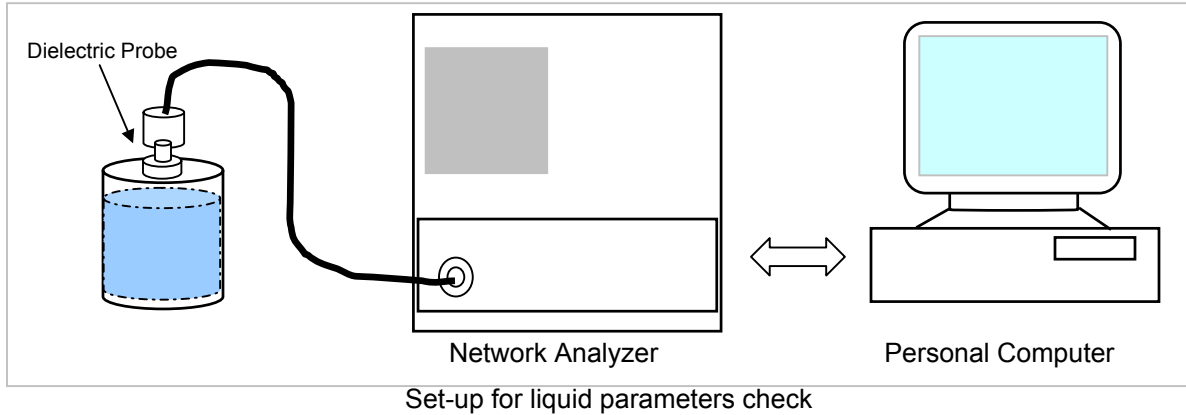 Dielectric Probe
Network Analyzer
Personal Computer
Set-up for liquid parameters check